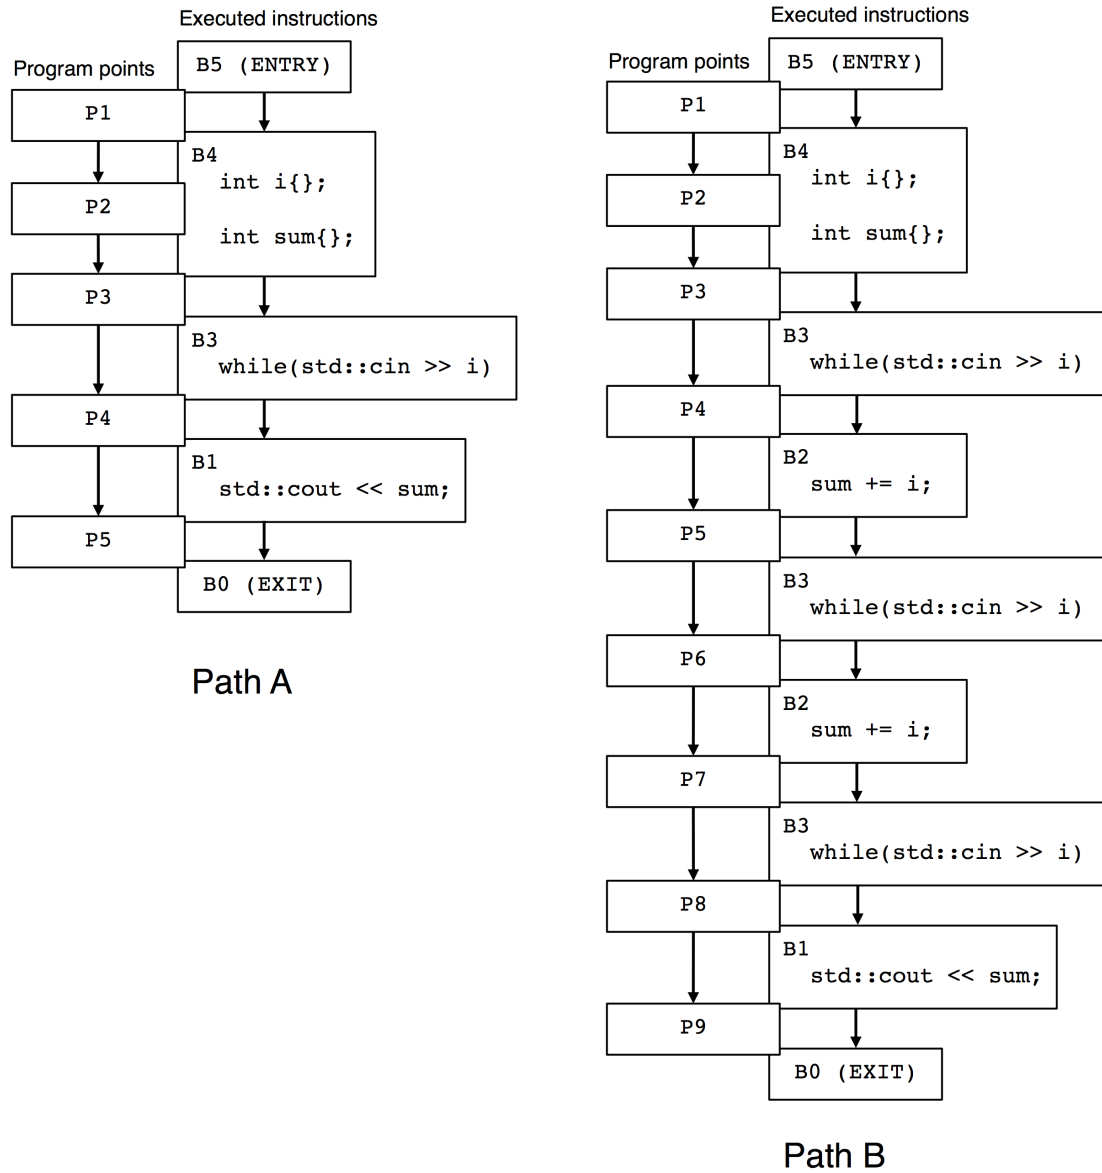 Executed instructions
Program points
B5 (ENTRY)
P1
B4
int i{};
P2
int sum{};
P3
B3
while(std::cin >> i)
P4
B1
std::cout << sum;
P5
B0 (EXIT)
Path A
Executed instructions
Program points
B5 (ENTRY)
P1
B4
int i{};
P2
int sum{};
P3
B3
while(std::cin >> i)
P4
B2
sum += i;
P5
B3
while(std::cin >> i)
P6
B2
sum += i;
P7
B3
while(std::cin >> i)
P8
B1
std::cout << sum;
P9
B0 (EXIT)
Path B